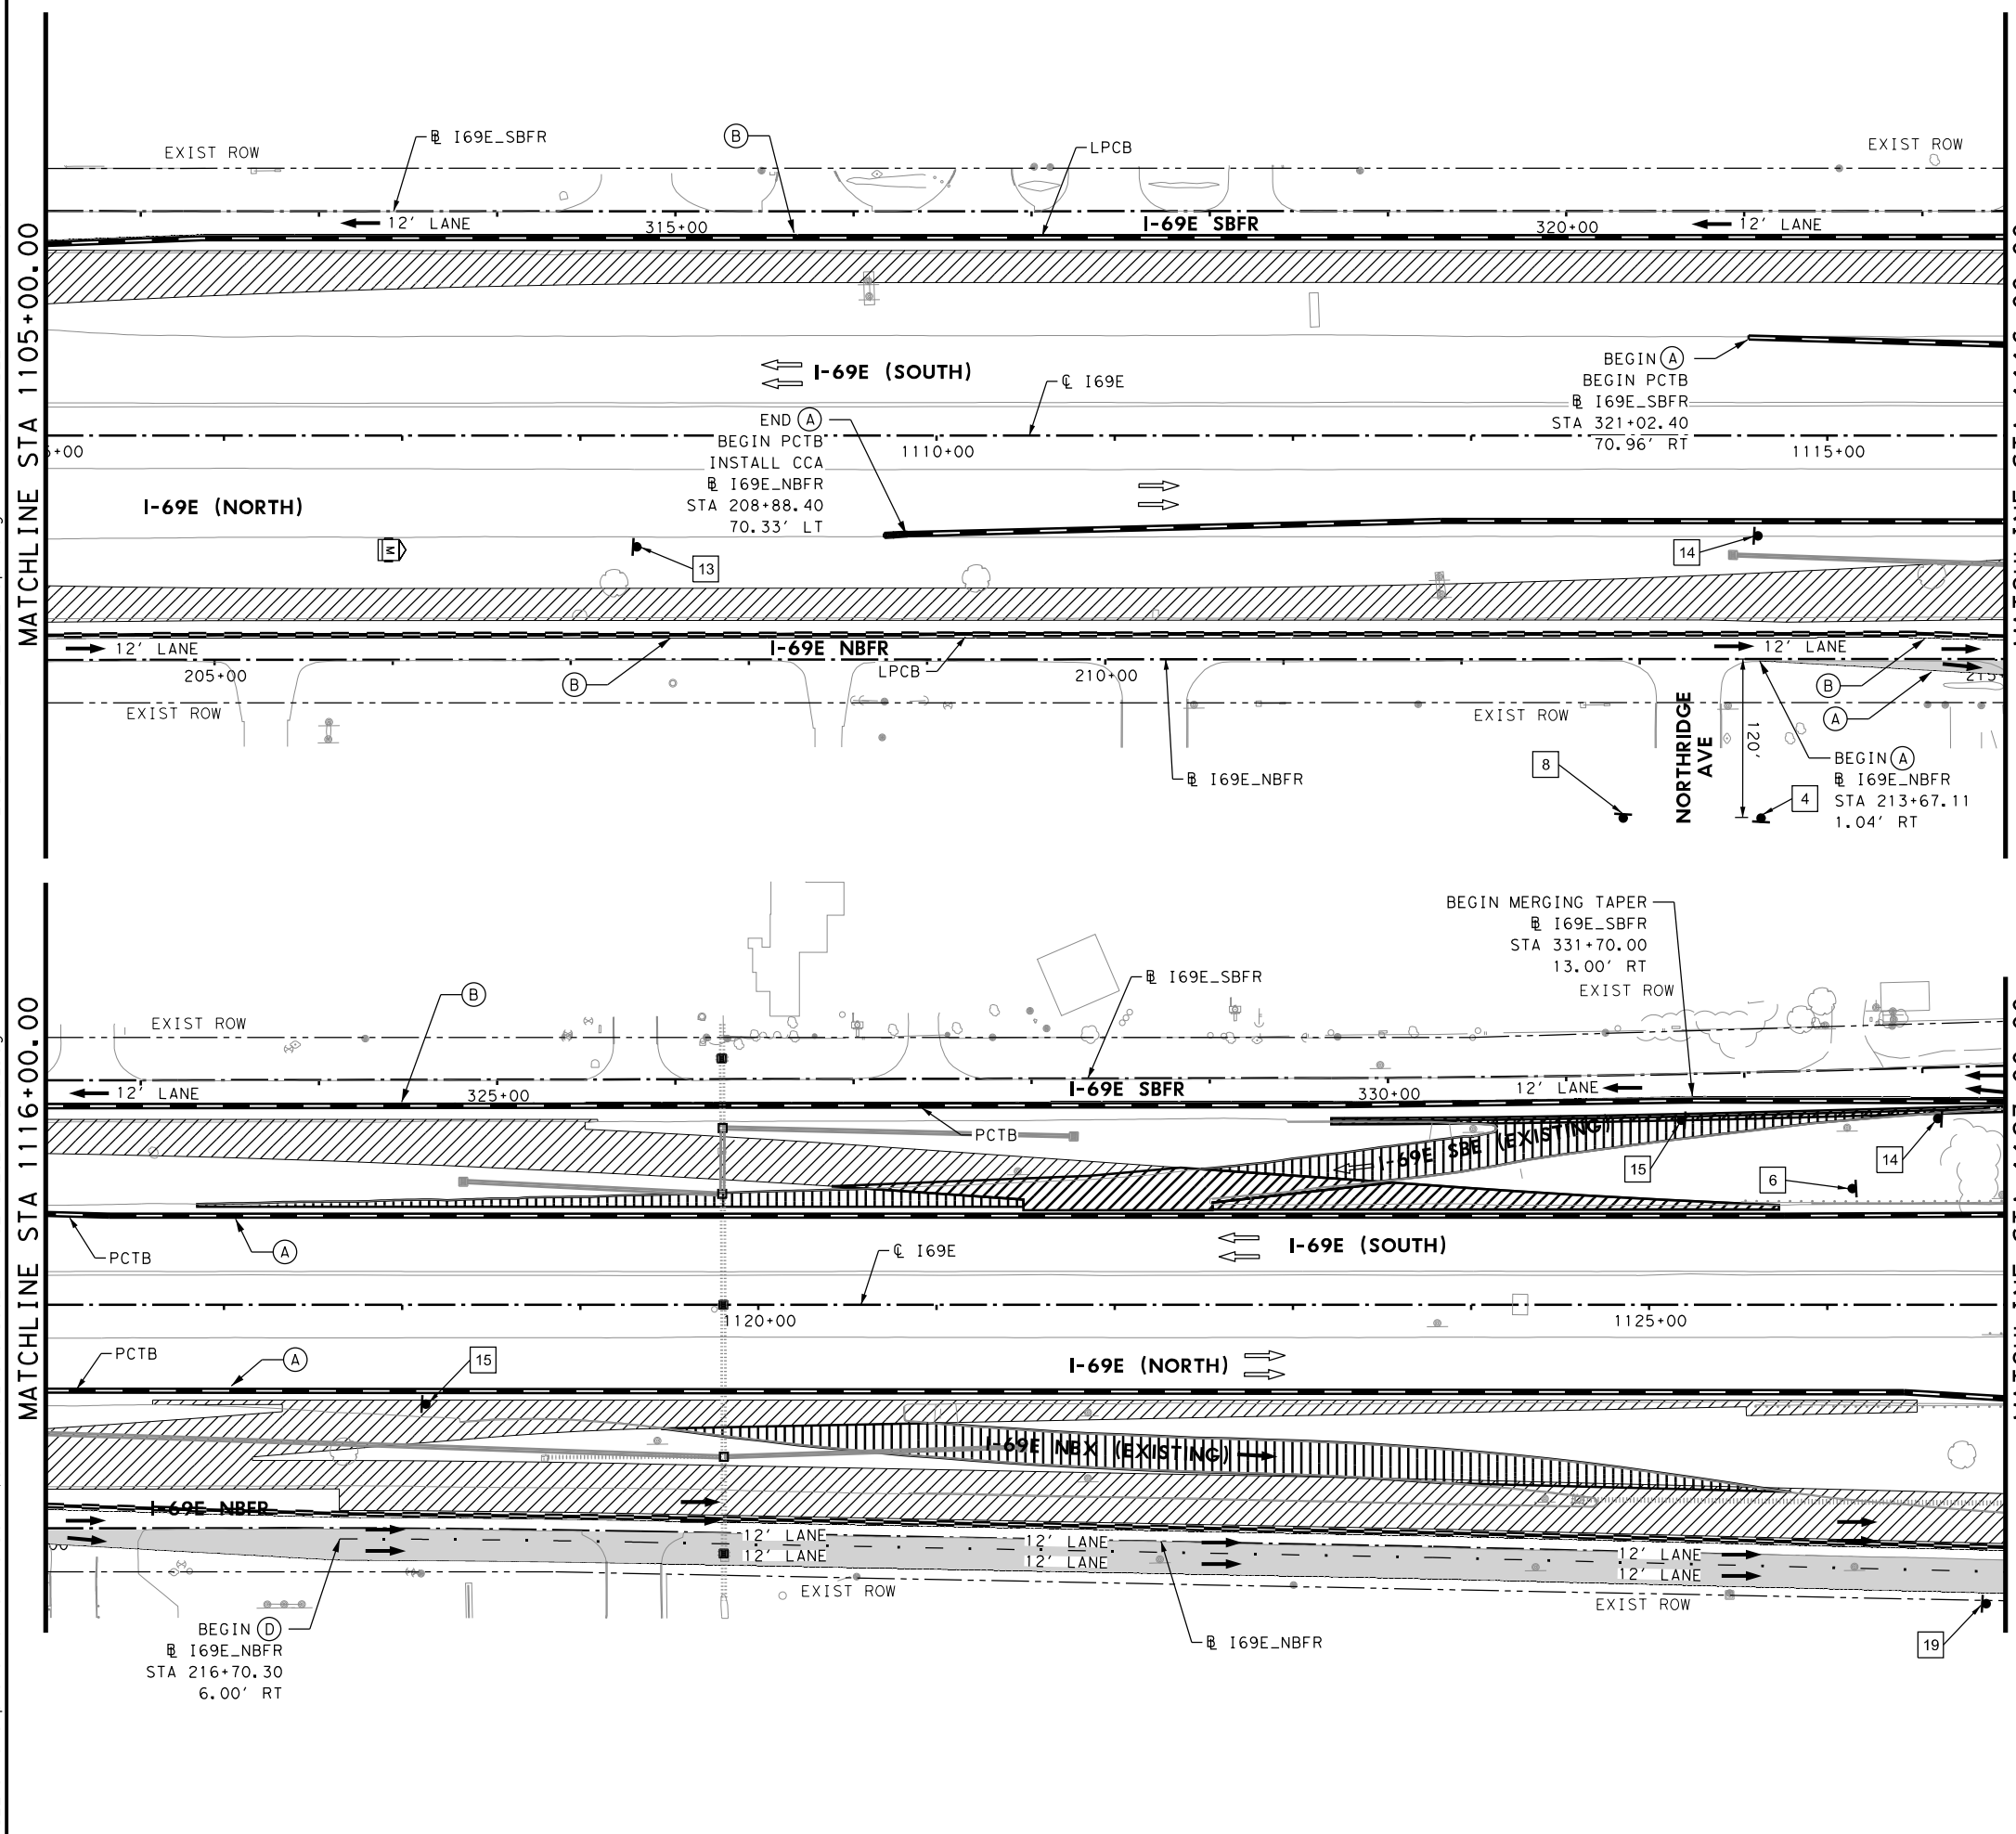 MATCHLINE STA 1105+00.00
EXIST ROW
B I69E_SBFR
B
LPCB
EXIST ROW
12' LANE
315+00
I-69E SBFR
320+00
12' LANE
I-69E (SOUTH)
℄ I69E
BEGIN A
BEGIN PCTB
B I69E_SBFR
STA 321+02.40
70.96' RT
END A
BEGIN PCTB
INSTALL CCA
B I69E_NBFR
STA 208+88.40
70.33' LT
5+00
1110+00
1115+00
I-69E (NORTH)
M
13
14
12' LANE
I-69E NBFR
12' LANE
205+00
B
LPCB
210+00
215+
EXIST ROW
EXIST ROW
B
A
NORTHRIDGE
AVE
120'
8
4
B I69E_NBFR
BEGIN A
B I69E_NBFR
STA 213+67.11
1.04' RT
MATCHLINE STA 1116+00.00
BEGIN MERGING TAPER
B I69E_SBFR
STA 331+70.00
13.00' RT
EXIST ROW
B
EXIST ROW
B I69E_SBFR
12' LANE
325+00
I-69E SBFR
330+00
12' LANE
PCTB
I-69E SBE (EXISTING)
15
14
6
PCTB
A
℄ I69E
I-69E (SOUTH)
1120+00
1125+00
PCTB
A
15
I-69E (NORTH)
I-69E NBX (EXISTING)
I-69E NBFR
12' LANE
12' LANE
12' LANE
12' LANE
12' LANE
12' LANE
EXIST ROW
EXIST ROW
BEGIN D
B I69E_NBFR
STA 216+70.30
6.00' RT
B I69E_NBFR
19